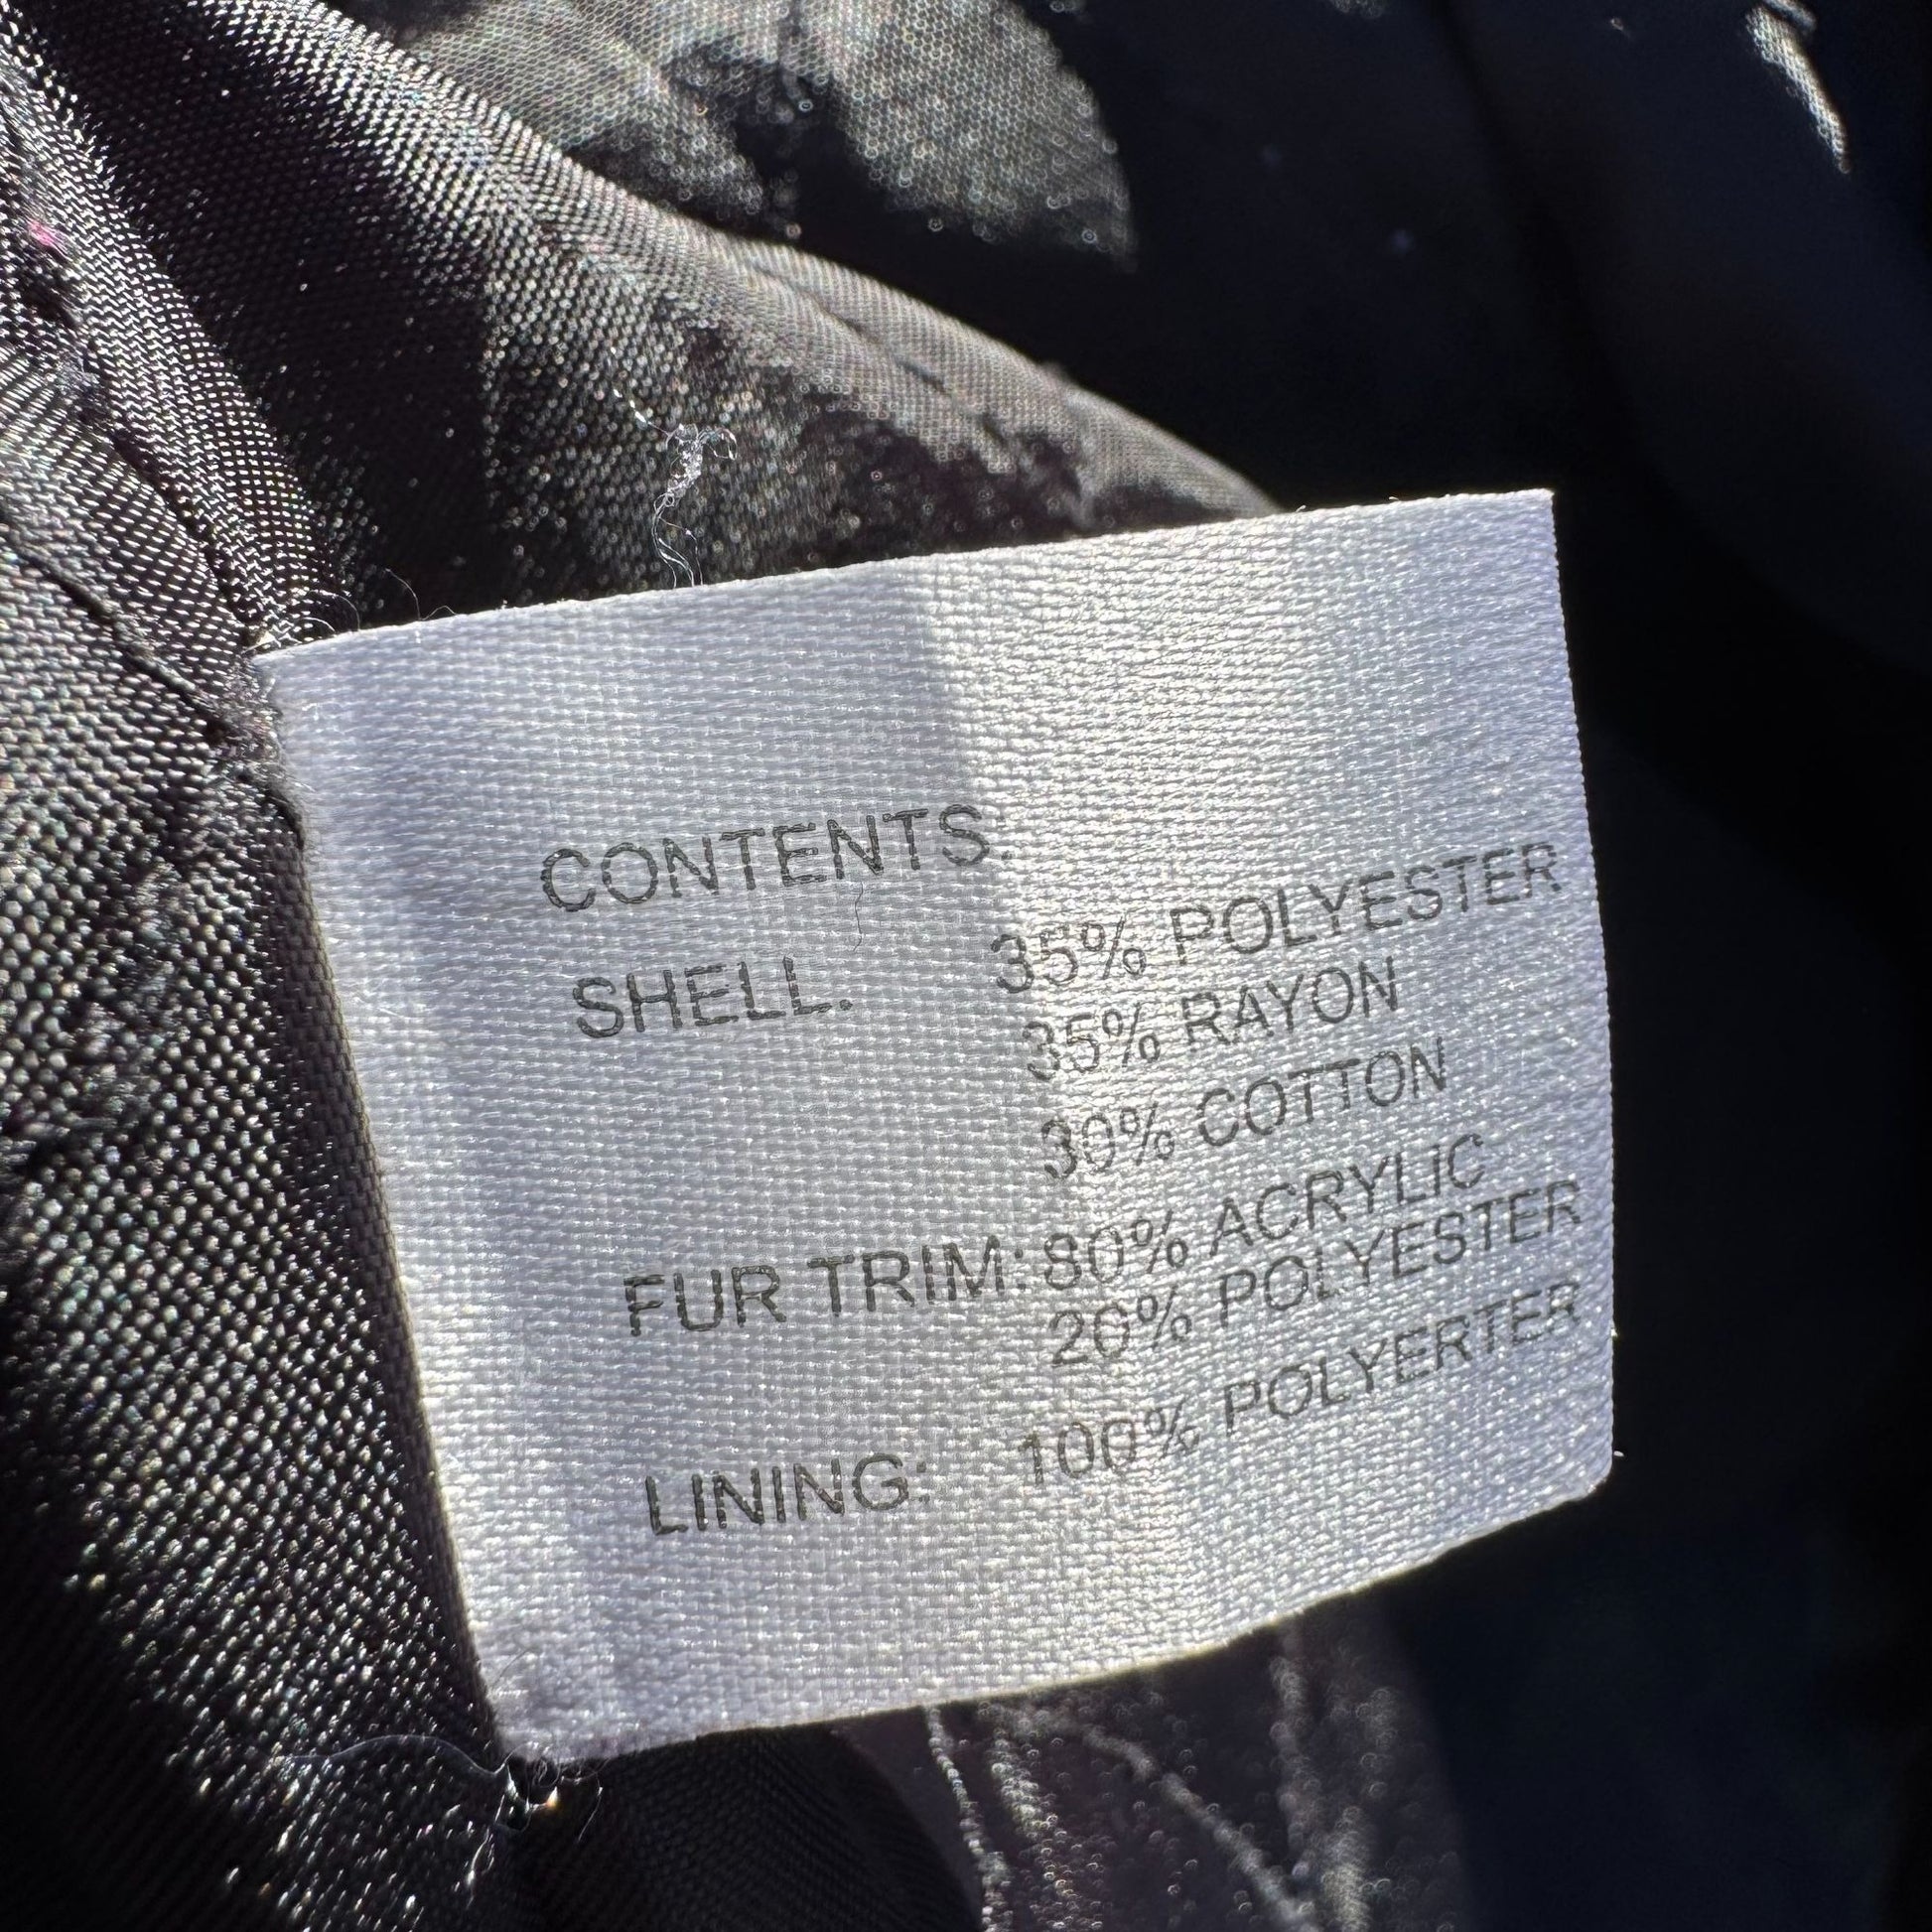 CONTENTS:
SHELL: 35% POLYESTER
35% RAYON
30% COTTON
FUR TRIM: 80% ACRYLIC
20% POLYESTER
LINING: 100% POLYERTER